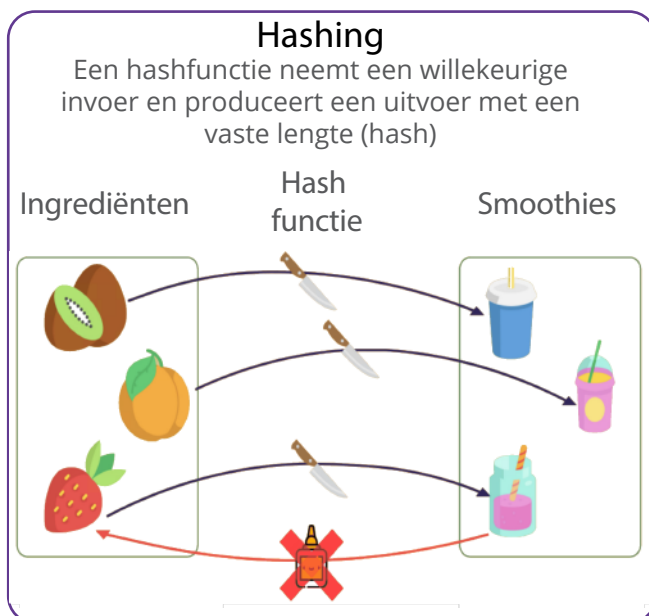 Hashing
Een hashfunctie neemt een willekeurige
invoer en produceert een uitvoer met een
vaste lengte (hash)
Ingrediënten
Hash
functie
Smoothies